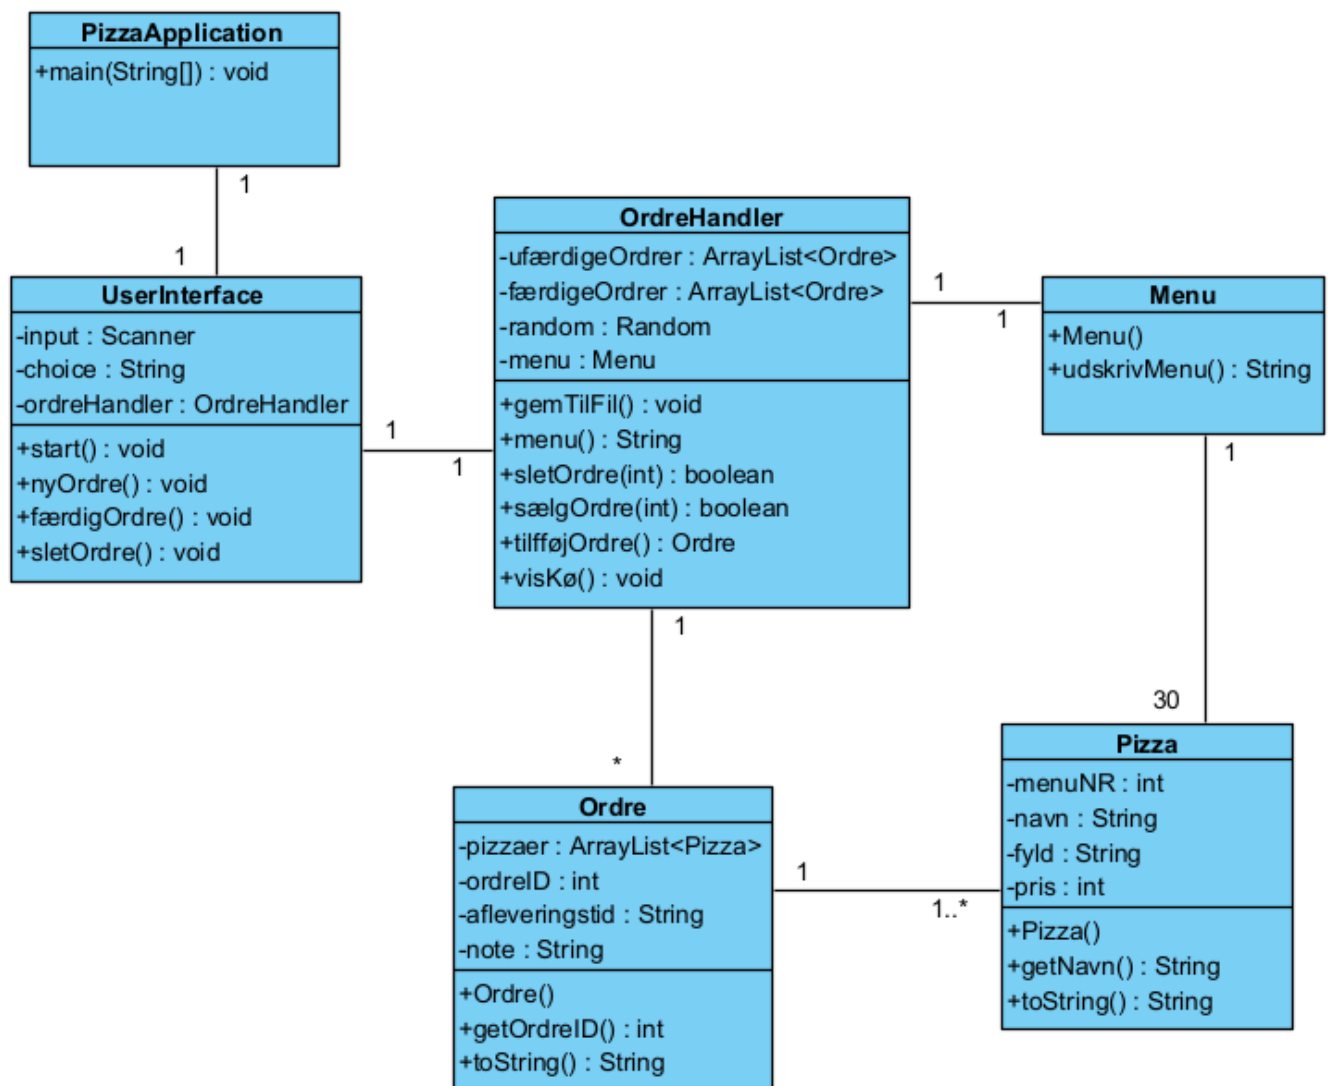 PizzaApplication
+main(String[]) : void
1
1
UserInterface
-input : Scanner
-choice : String
-ordreHandler : OrdreHandler
+start() : void
+nyOrdre() : void
+færdigOrdre() : void
+sletOrdre() : void
1
1
OrdreHandler
-ufærdigeOrdrer : ArrayList<Ordre>
-færdigeOrdrer : ArrayList<Ordre>
-random : Random
-menu : Menu
+gemTilFil() : void
+menu() : String
+sletOrdre(int) : boolean
+sælgOrdre(int) : boolean
+tilfføjOrdre() : Ordre
+visKø() : void
1
1
Menu
+Menu()
+udskrivMenu() : String
1
30
1
*
Ordre
-pizzaer : ArrayList<Pizza>
-ordreID : int
-afleveringstid : String
-note : String
+Ordre()
+getOrdreID() : int
+toString() : String
1
1..*
Pizza
-menuNR : int
-navn : String
-fyld : String
-pris : int
+Pizza()
+getNavn() : String
+toString() : String